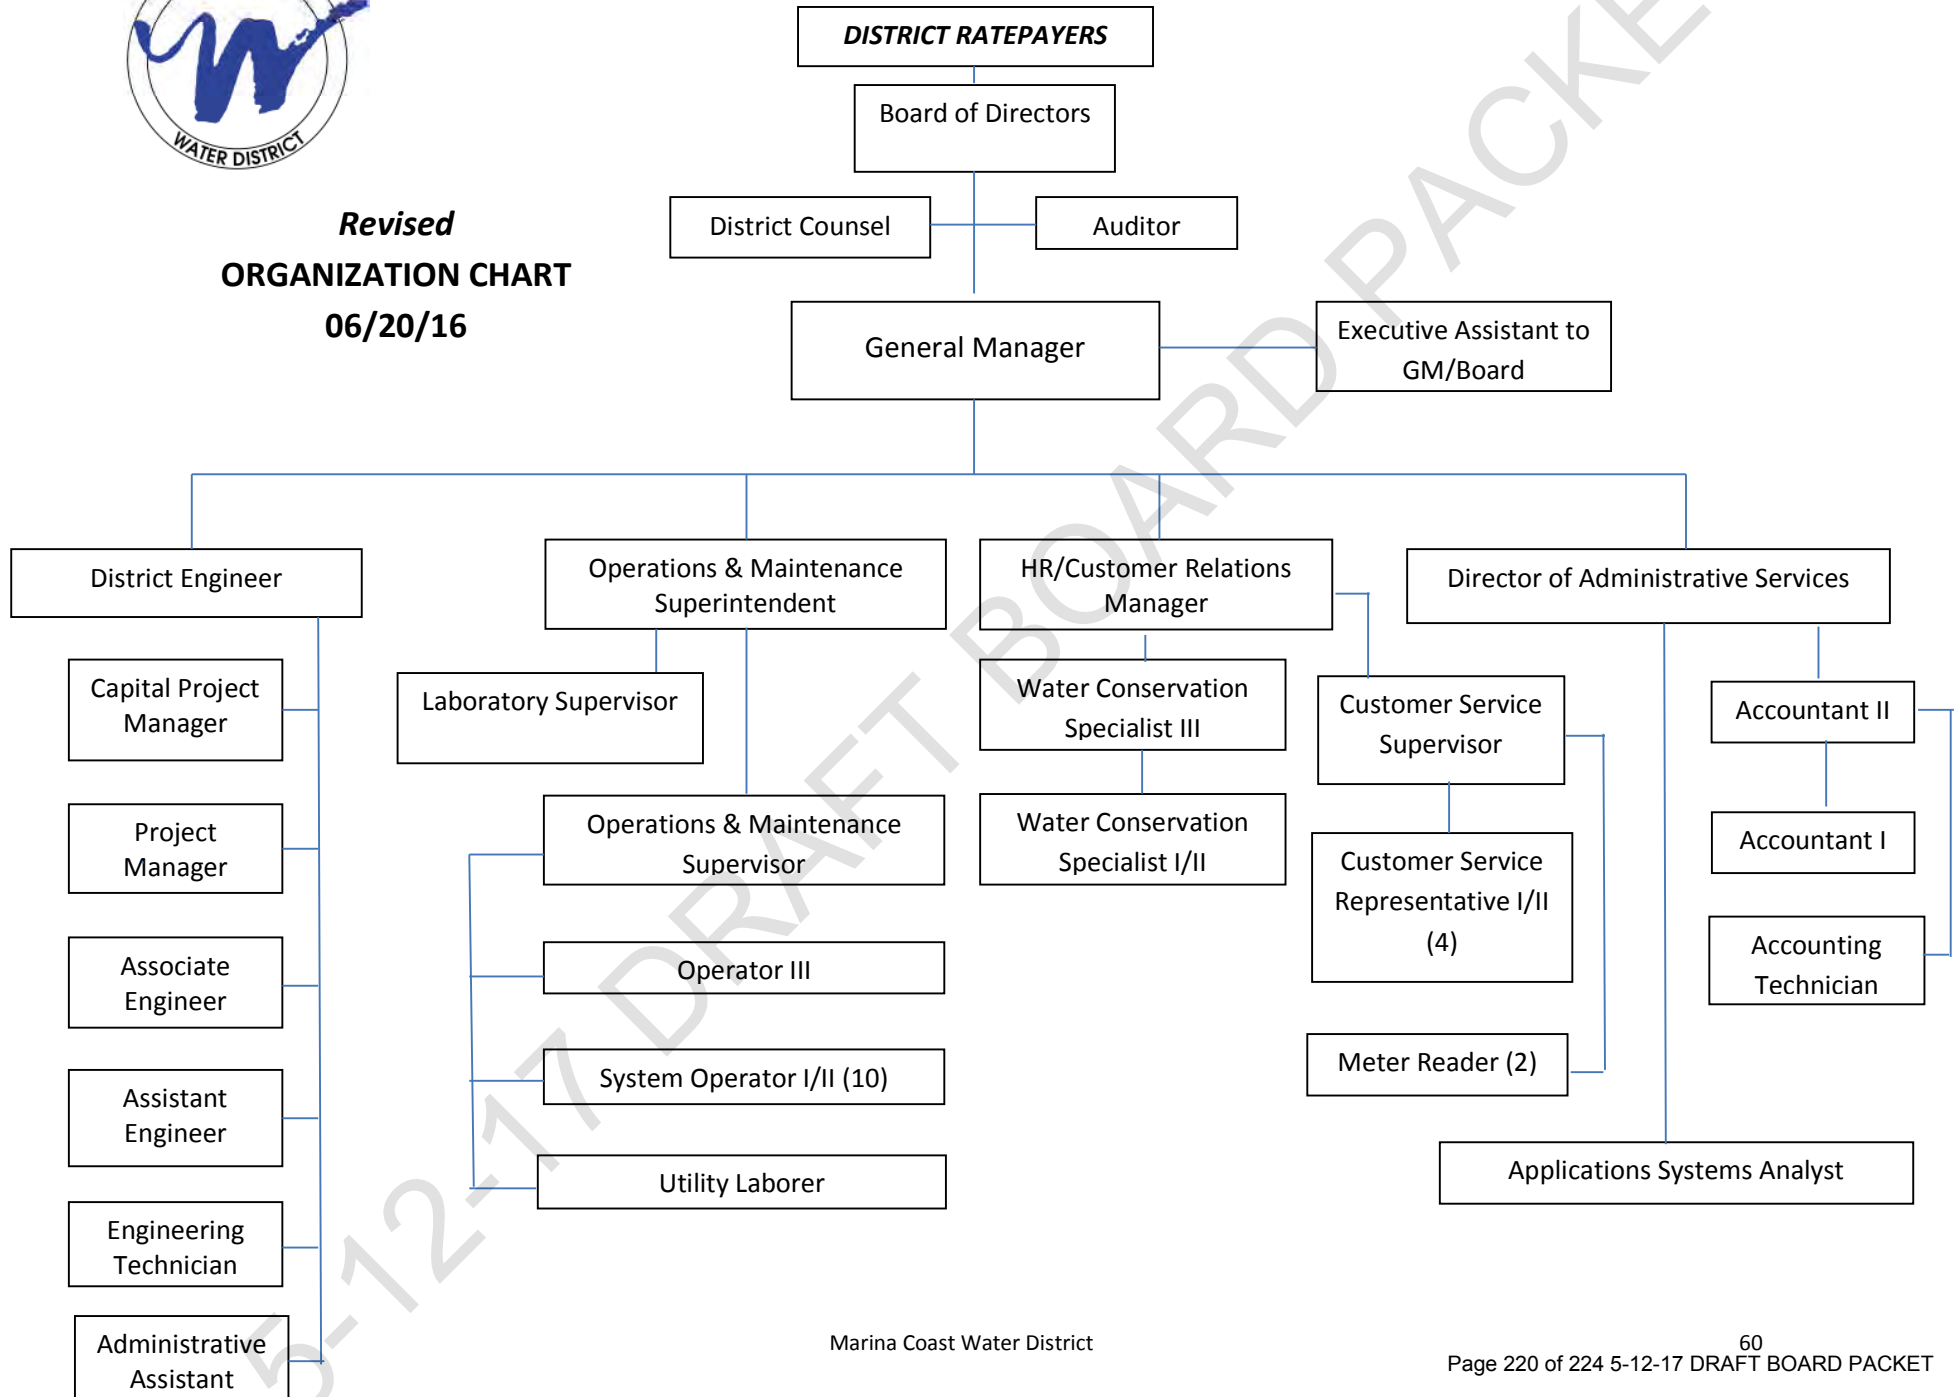 WATER DISTRICT
Revised
ORGANIZATION CHART
06/20/16
DISTRICT RATEPAYERS
Board of Directors
District Counsel
Auditor
General Manager
Executive Assistant to
GM/Board
District Engineer
Operations & Maintenance
Superintendent
HR/Customer Relations
Manager
Director of Administrative Services
Capital Project
Manager
Project
Manager
Associate
Engineer
Assistant
Engineer
Engineering
Technician
Administrative
Assistant
Laboratory Supervisor
Operations & Maintenance
Supervisor
Operator III
System Operator I/II (10)
Utility Laborer
Water Conservation
Specialist III
Water Conservation
Specialist I/II
Customer Service
Supervisor
Customer Service
Representative I/II
(4)
Meter Reader (2)
Accountant II
Accountant I
Accounting
Technician
Applications Systems Analyst
5-12-17 DRAFT BOARD PACKE
Marina Coast Water District
60
Page 220 of 224 5-12-17 DRAFT BOARD PACKET